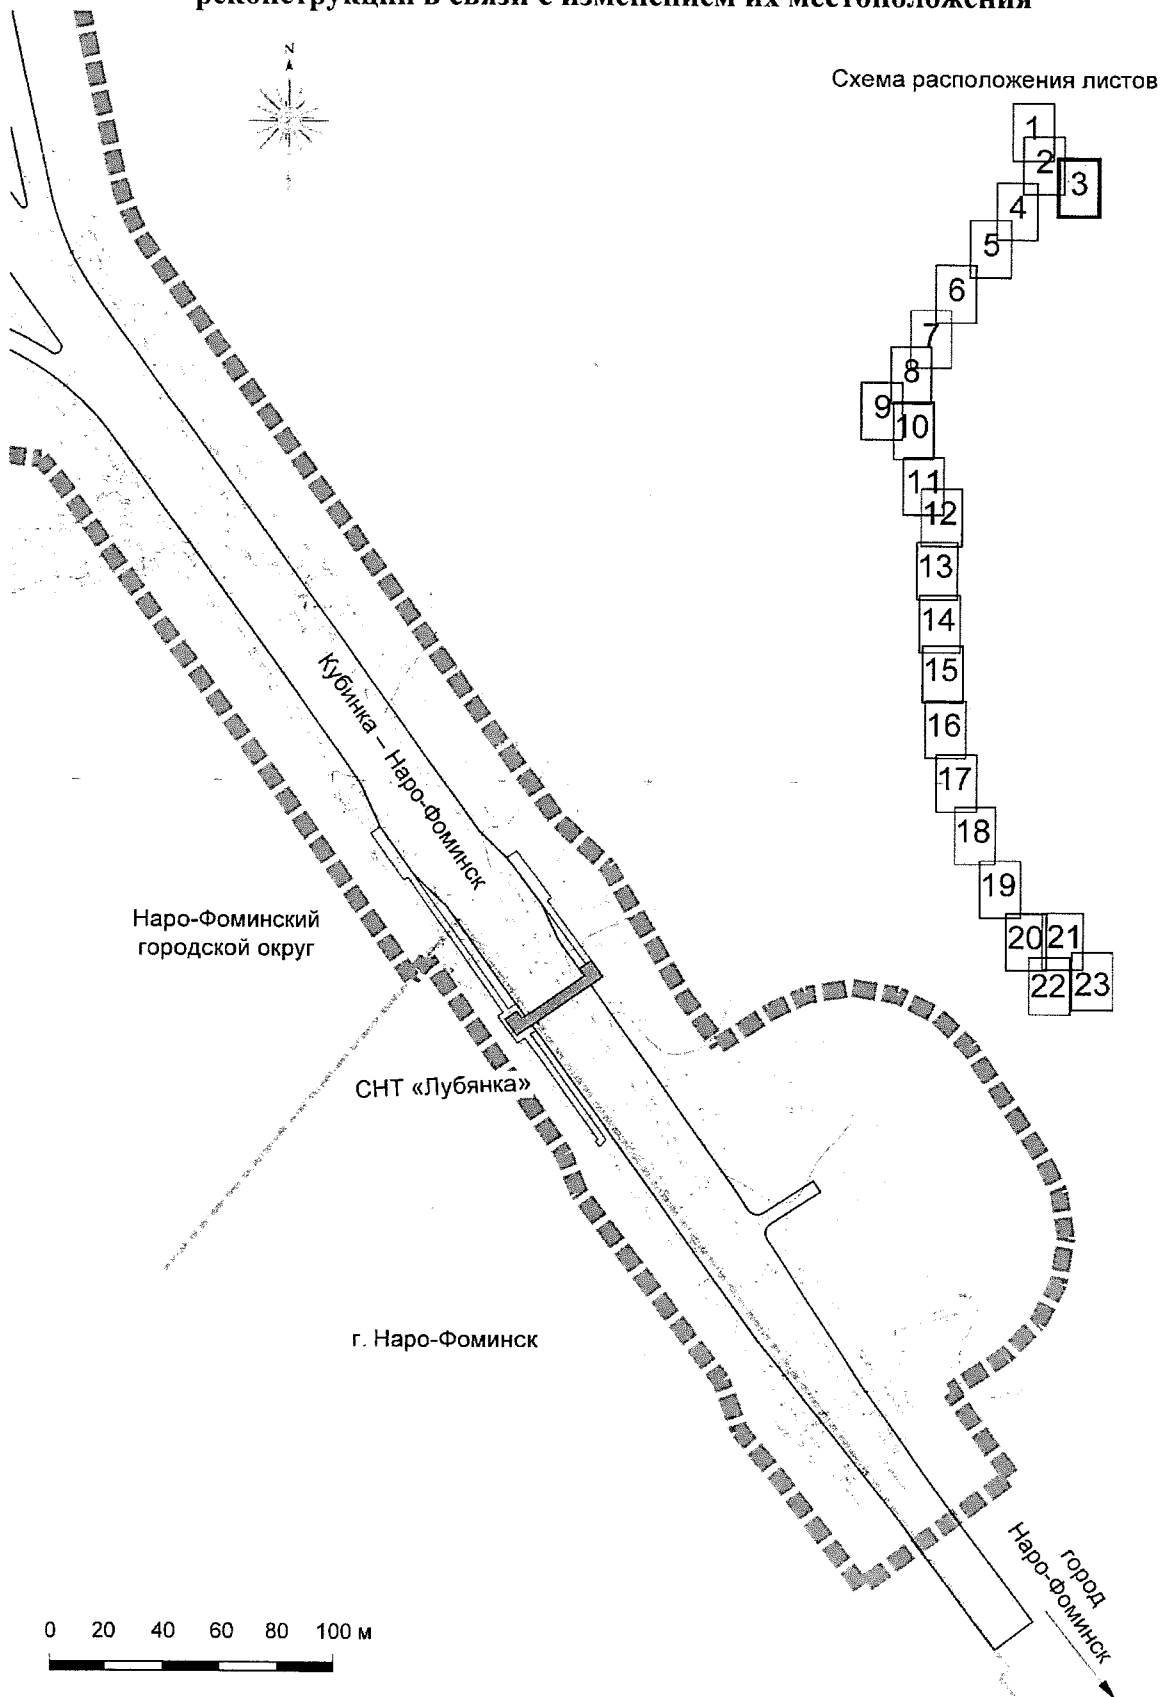 реконструкции в связи с изменением их местоположения
N
Схема расположения листов
1
2
3
4
5
6
7
8
9
10
11
12
13
14
15
16
17
18
19
20
21
22
23
Кубинка – Наро-Фоминск
Наро-Фоминский
городской округ
СНТ «Лубянка»
г. Наро-Фоминск
город
Наро-Фоминск
0 20 40 60 80 100 м